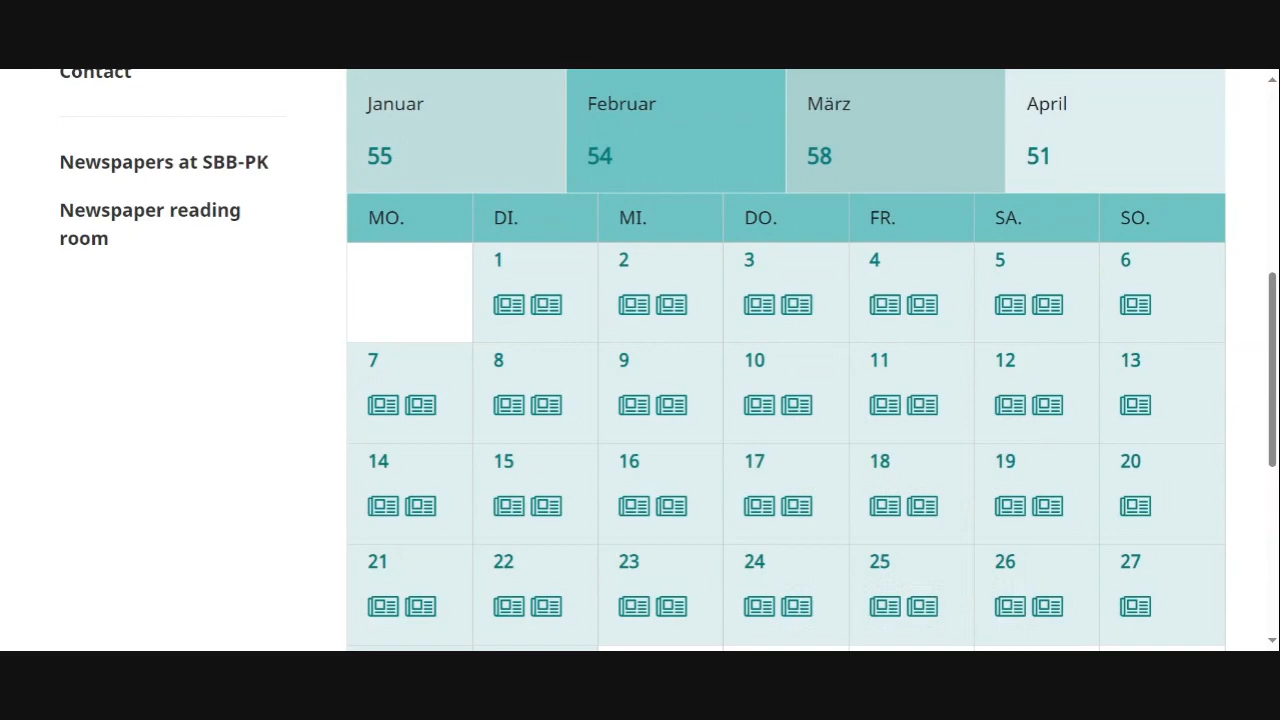 Contact
Newspapers at SBB-PK
Newspaper reading
room
Januar Februar März April
55 54 58 51
MO. DI. MI. DO. FR. SA. SO.
1 2 3 4 5 6
7 8 9 10 11 12 13
14 15 16 17 18 19 20
21 22 23 24 25 26 27